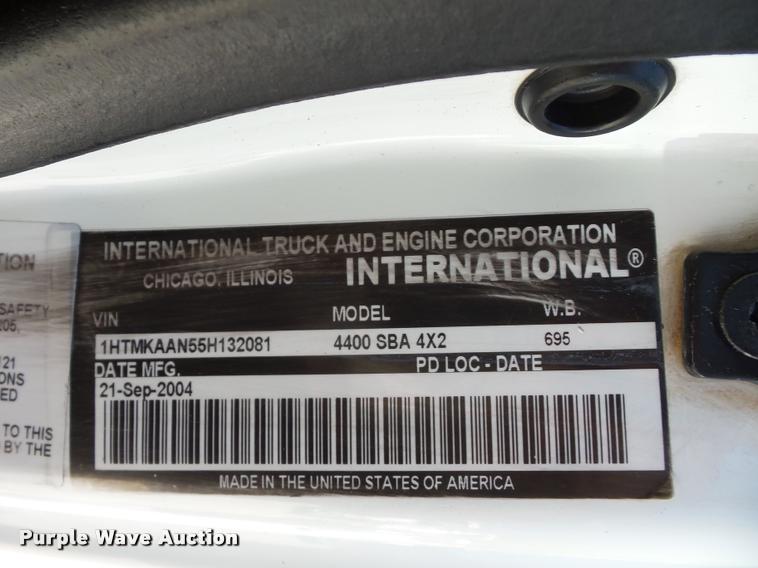 INTERNATIONAL TRUCK AND ENGINE CORPORATION
CHICAGO, ILLINOIS INTERNATIONAL®
VIN MODEL W.B.
1HTMKAAN55H132081 4400 SBA 4X2 695
DATE MFG. PD LOC - DATE
21-Sep-2004
MADE IN THE UNITED STATES OF AMERICA
TION
SAFETY
205,
121
ONS
ED
TO THIS
BY THE
Purple Wave Auction